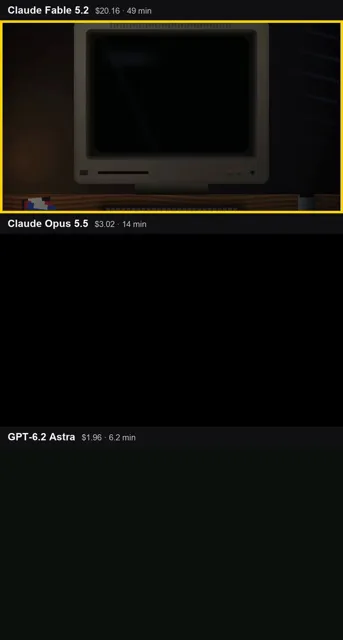 Claude Fable 5.2 $20.16 · 49 min
Claude Opus 5.5 $3.02 · 14 min
GPT-6.2 Astra $1.96 · 6.2 min